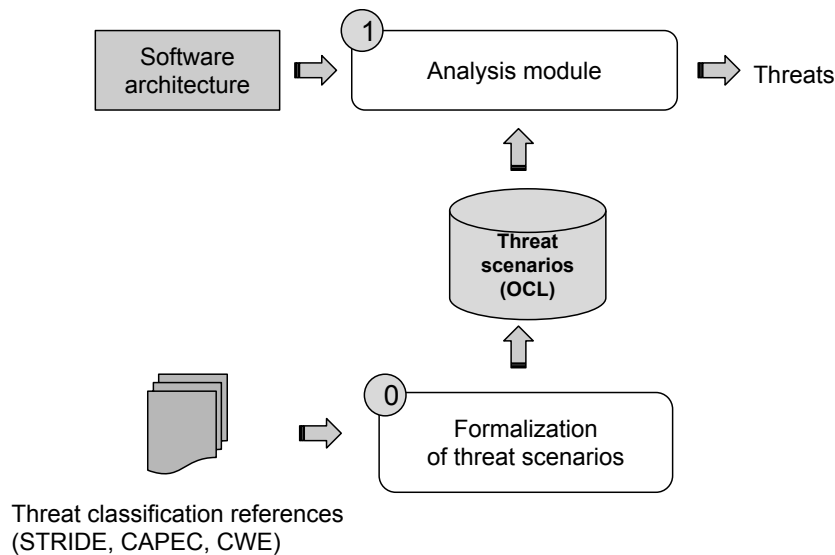 1
Software
architecture
Analysis module
Threats
Threat
scenarios
(OCL)
0
Formalization
of threat scenarios
Threat classification references
(STRIDE, CAPEC, CWE)